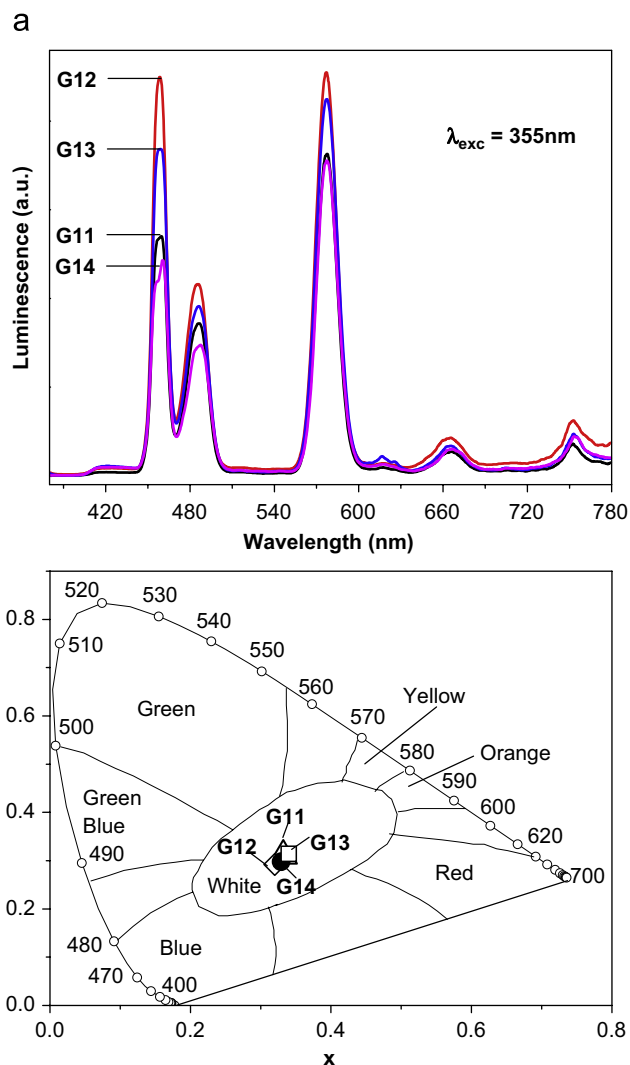 a
G12
G13
G11
G14
λexc = 355nm
Luminescence (a.u.)
420 480 540 600 660 720 780
Wavelength (nm)
0.8
0.6
0.4
0.2
0.0
520
530
540
550
560
570
580
590
600
620
700
510
500
490
480
470
400
Green
Yellow
Orange
Green
Blue
G11
G12
G13
G14
White
Red
Blue
0.0 0.2 0.4 0.6 0.8
x